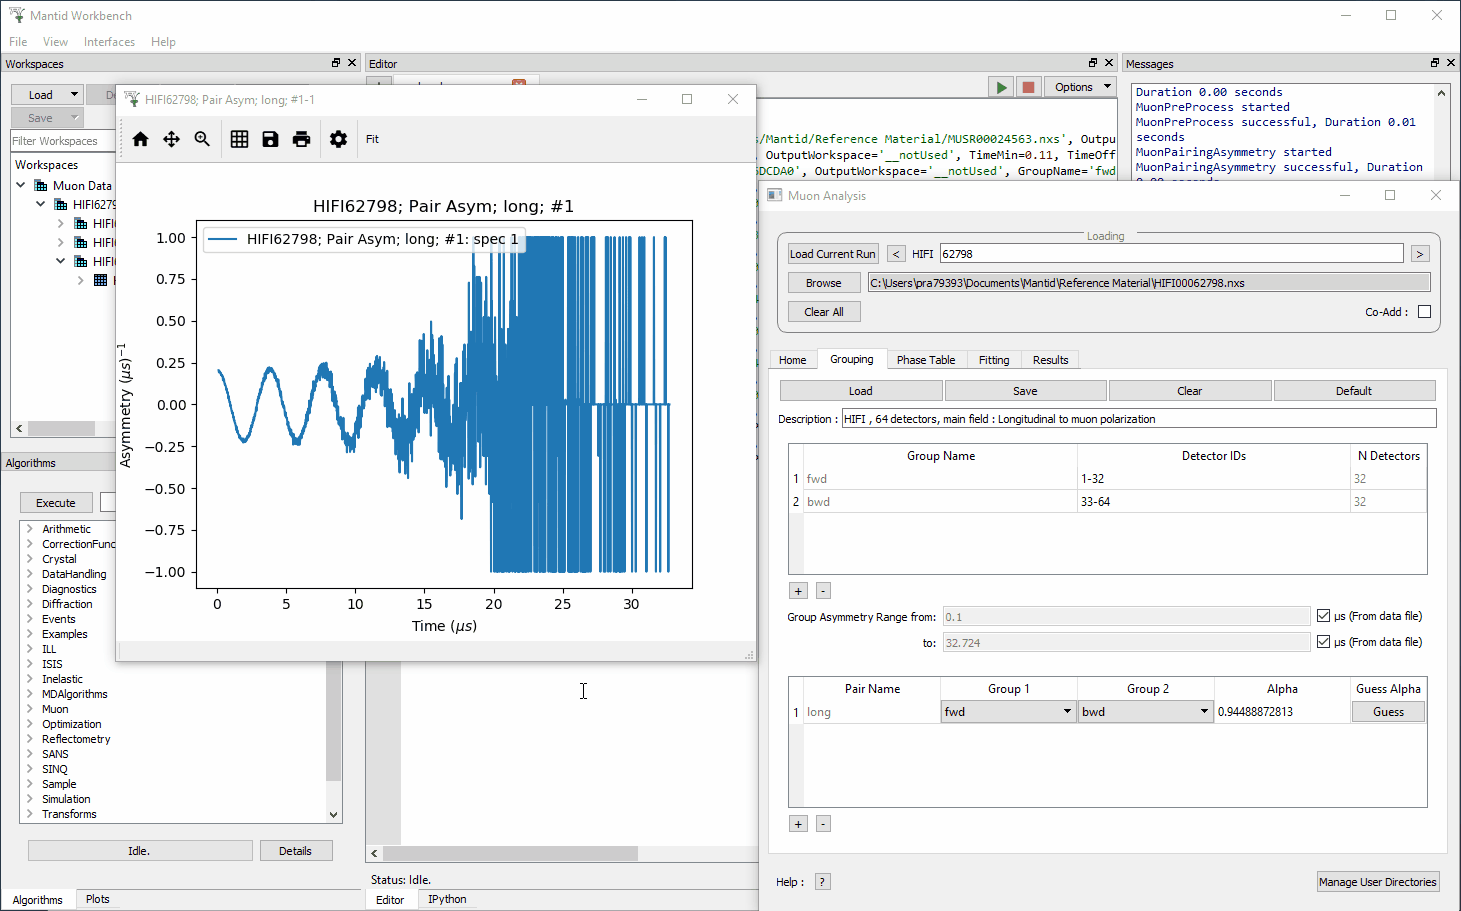 Mantid Workbench
File View Interfaces Help
Workspaces
Load
Save
Filter Workspaces
Workspaces
Muon Data
HIFI6279
HIFI
HIFI
HIFI
Algorithms
Execute
Arithmetic
CorrectionFunc
Crystal
DataHandling
Diagnostics
Diffraction
Events
Examples
ILL
ISIS
Inelastic
MDAlgorithms
Muon
Optimization
Reflectometry
SANS
SINQ
Sample
Simulation
Transforms
Idle.
Details
Algorithms Plots
HIFI62798; Pair Asym; long; #1-1
Fit
HIFI62798; Pair Asym; long; #1
HIFI62798; Pair Asym; long; #1: spec 1
1.00
0.75
0.50
0.25
0.00
−0.25
−0.50
−0.75
−1.00
Asymmetry (μs)⁻¹
0 5 10 15 20 25 30
Time (μs)
Editor
Options
s/Mantid/Reference Material/MUSR00024563.nxs', Outpu
, OutputWorkspace='__notUsed', TimeMin=0.11, TimeOff
DCDA0', OutputWorkspace='__notUsed', GroupName='fwd
Status: Idle.
Editor IPython
Messages
Duration 0.00 seconds
MuonPreProcess started
MuonPreProcess successful, Duration 0.01
seconds
MuonPairingAsymmetry started
MuonPairingAsymmetry successful, Duration
Muon Analysis
Loading
Load Current Run < HIFI 62798 >
Browse C:\Users\pra79393\Documents\Mantid\Reference Material\HIFI00062798.nxs
Clear All Co-Add :
Home Grouping Phase Table Fitting Results
Load Save Clear Default
Description : HIFI , 64 detectors, main field : Longitudinal to muon polarization
Group Name Detector IDs N Detectors
1 fwd 1-32 32
2 bwd 33-64 32
+ -
Group Asymmetry Range from: 0.1 μs (From data file)
to: 32.724 μs (From data file)
Pair Name Group 1 Group 2 Alpha Guess Alpha
1 long fwd bwd 0.94488872813 Guess
+ -
Help : ?
Manage User Directories